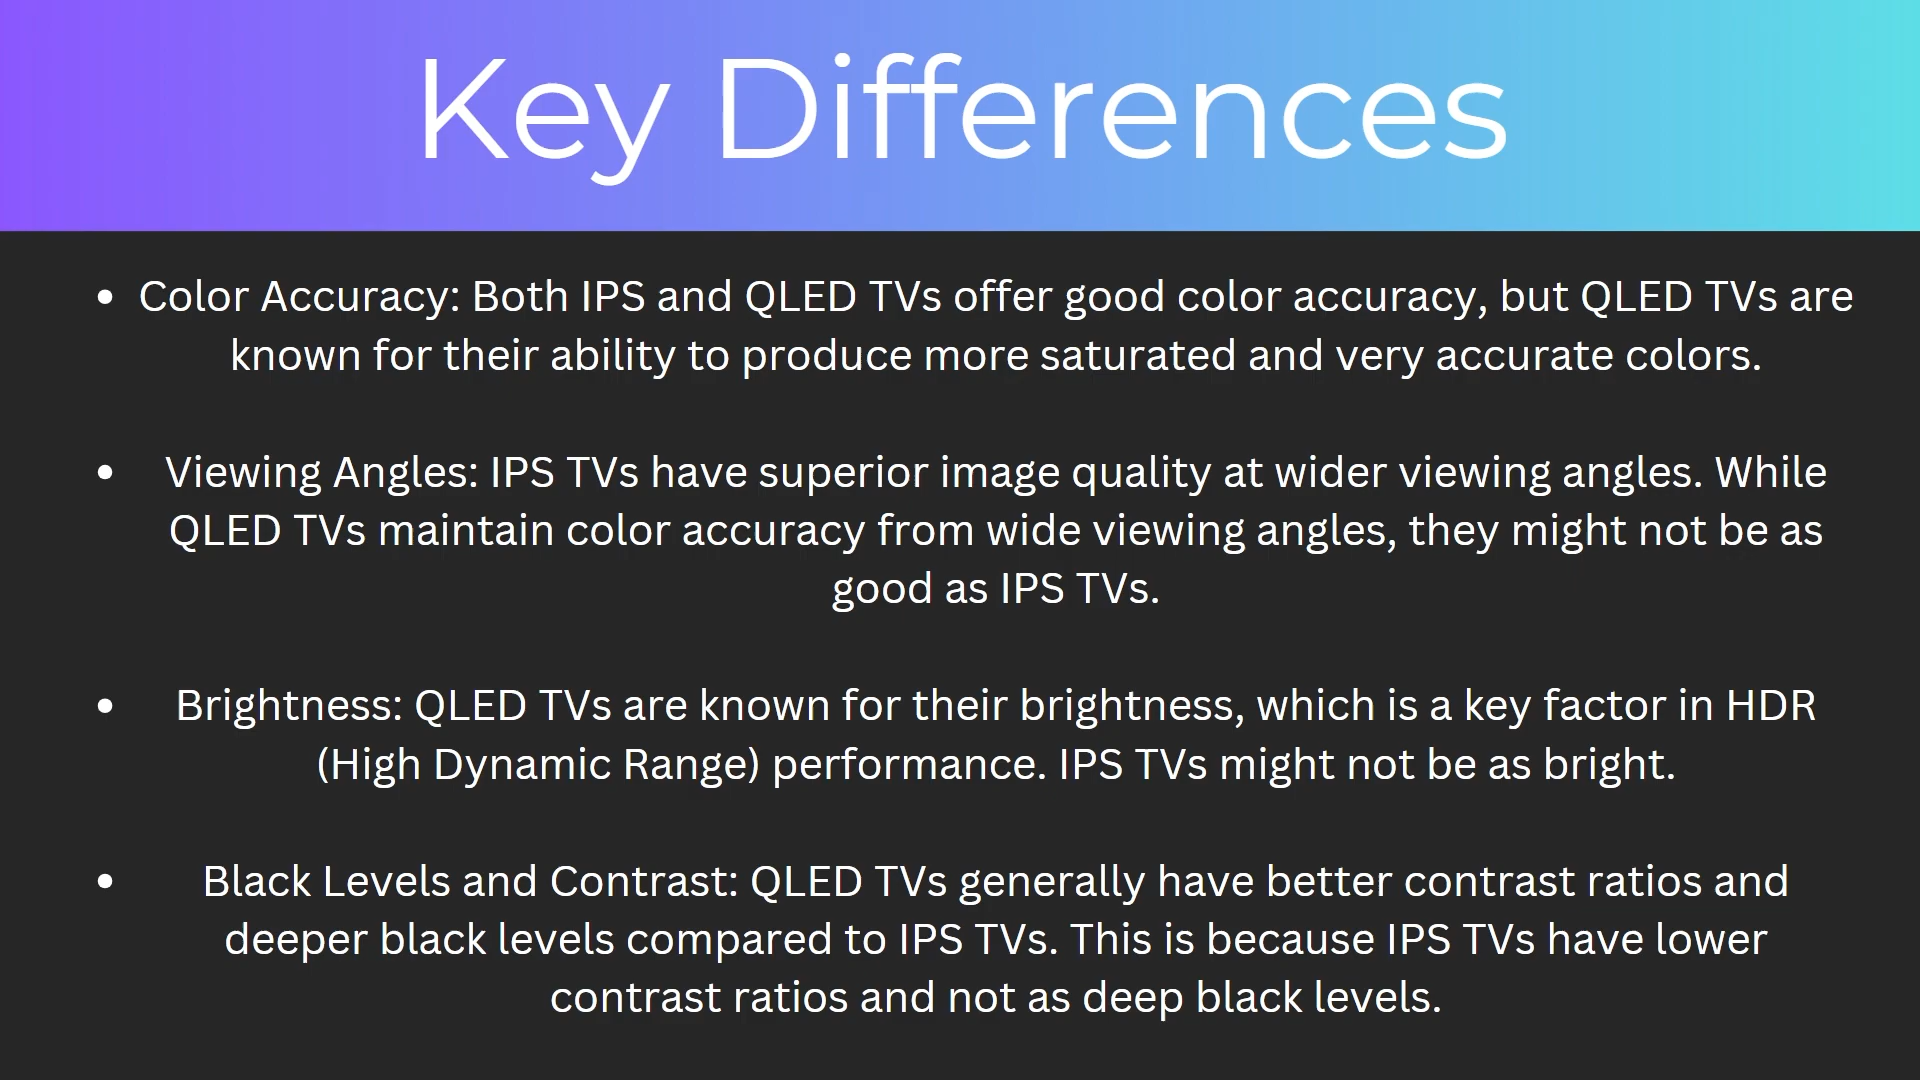 Key Differences
• Color Accuracy: Both IPS and QLED TVs offer good color accuracy, but QLED TVs are
known for their ability to produce more saturated and very accurate colors.
• Viewing Angles: IPS TVs have superior image quality at wider viewing angles. While
QLED TVs maintain color accuracy from wide viewing angles, they might not be as
good as IPS TVs.
• Brightness: QLED TVs are known for their brightness, which is a key factor in HDR
(High Dynamic Range) performance. IPS TVs might not be as bright.
• Black Levels and Contrast: QLED TVs generally have better contrast ratios and
deeper black levels compared to IPS TVs. This is because IPS TVs have lower
contrast ratios and not as deep black levels.